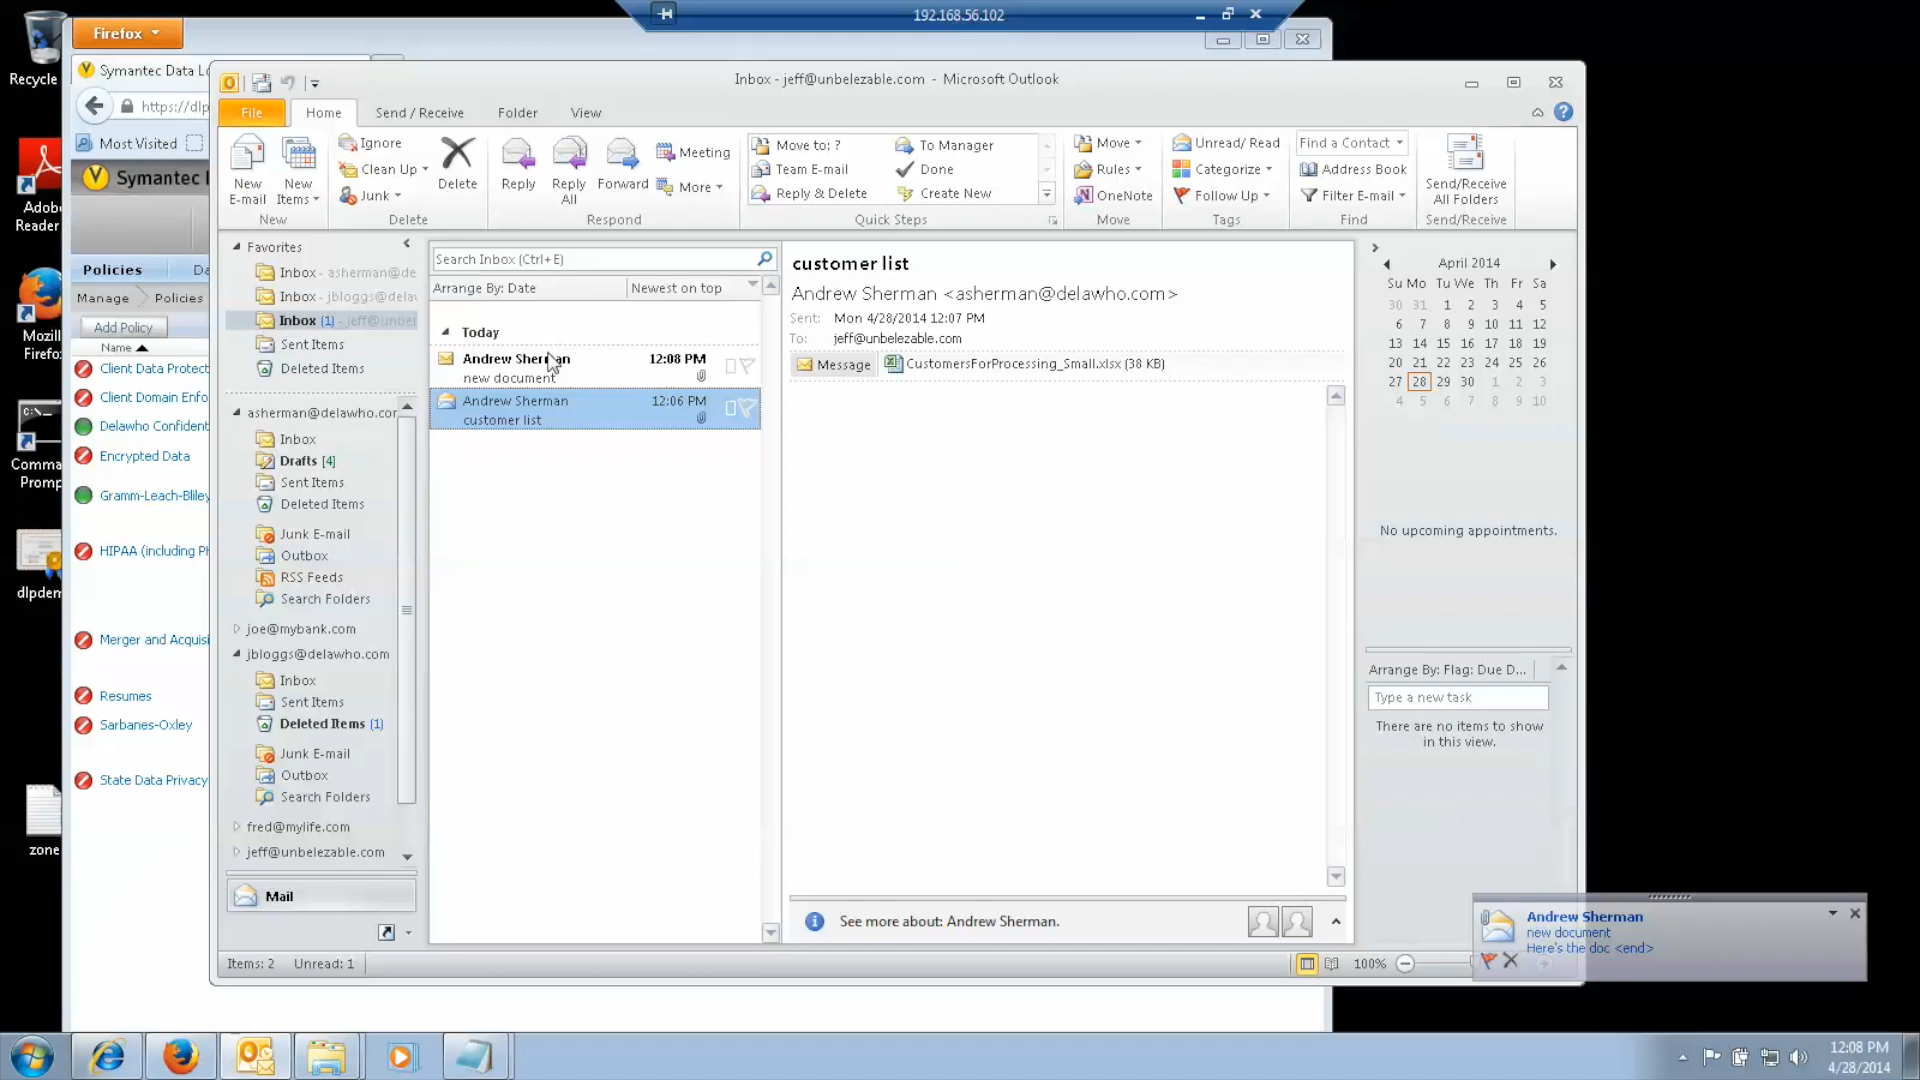 192.168.56.102
Recycle
Firefox
Symantec Data Lo
https://dlp
Most Visited
Symantec
Policies
Da
Manage
Policies
Add Policy
Name
Client Data Protect
Client Domain Enfo
Delawho Confident
Encrypted Data
Gramm-Leach-Bliley
HIPAA (including PH
Merger and Acquisi
Resumes
Sarbanes-Oxley
State Data Privacy
Adob
Reader
Mozil
Firefo
Comma
Promp
dlpdem
zone
Inbox - jeff@unbelezable.com - Microsoft Outlook
File
Home
Send / Receive
Folder
View
New E-mail
New Items
New
Ignore
Clean Up
Junk
Delete
Delete
Reply
Reply All
Forward
Meeting
More
Respond
Move to: ?
Team E-mail
Reply & Delete
To Manager
Done
Create New
Quick Steps
Move
Rules
OneNote
Move
Unread/ Read
Categorize
Follow Up
Tags
Find a Contact
Address Book
Filter E-mail
Find
Send/Receive All Folders
Send/Receive
Favorites
Inbox - asherman@de
Inbox - jbloggs@delaw
Inbox (1) - jeff@unbel
Sent Items
Deleted Items
asherman@delawho.com
Inbox
Drafts [4]
Sent Items
Deleted Items
Junk E-mail
Outbox
RSS Feeds
Search Folders
joe@mybank.com
jbloggs@delawho.com
Inbox
Sent Items
Deleted Items (1)
Junk E-mail
Outbox
Search Folders
fred@mylife.com
jeff@unbelezable.com
Mail
Search Inbox (Ctrl+E)
Arrange By: Date
Newest on top
Today
Andrew Sherman 12:08 PM
new document
Andrew Sherman 12:06 PM
customer list
customer list
Andrew Sherman <asherman@delawho.com>
Sent: Mon 4/28/2014 12:07 PM
To: jeff@unbelezable.com
Message
CustomersForProcessing_Small.xlsx (38 KB)
See more about: Andrew Sherman.
April 2014
Su Mo Tu We Th Fr Sa
30 31 1 2 3 4 5
6 7 8 9 10 11 12
13 14 15 16 17 18 19
20 21 22 23 24 25 26
27 28 29 30 1 2 3
4 5 6 7 8 9 10
No upcoming appointments.
Arrange By: Flag: Due D...
Type a new task
There are no items to show
in this view.
Andrew Sherman
new document
Here's the doc <end>
Items: 2
Unread: 1
100%
12:08 PM
4/28/2014